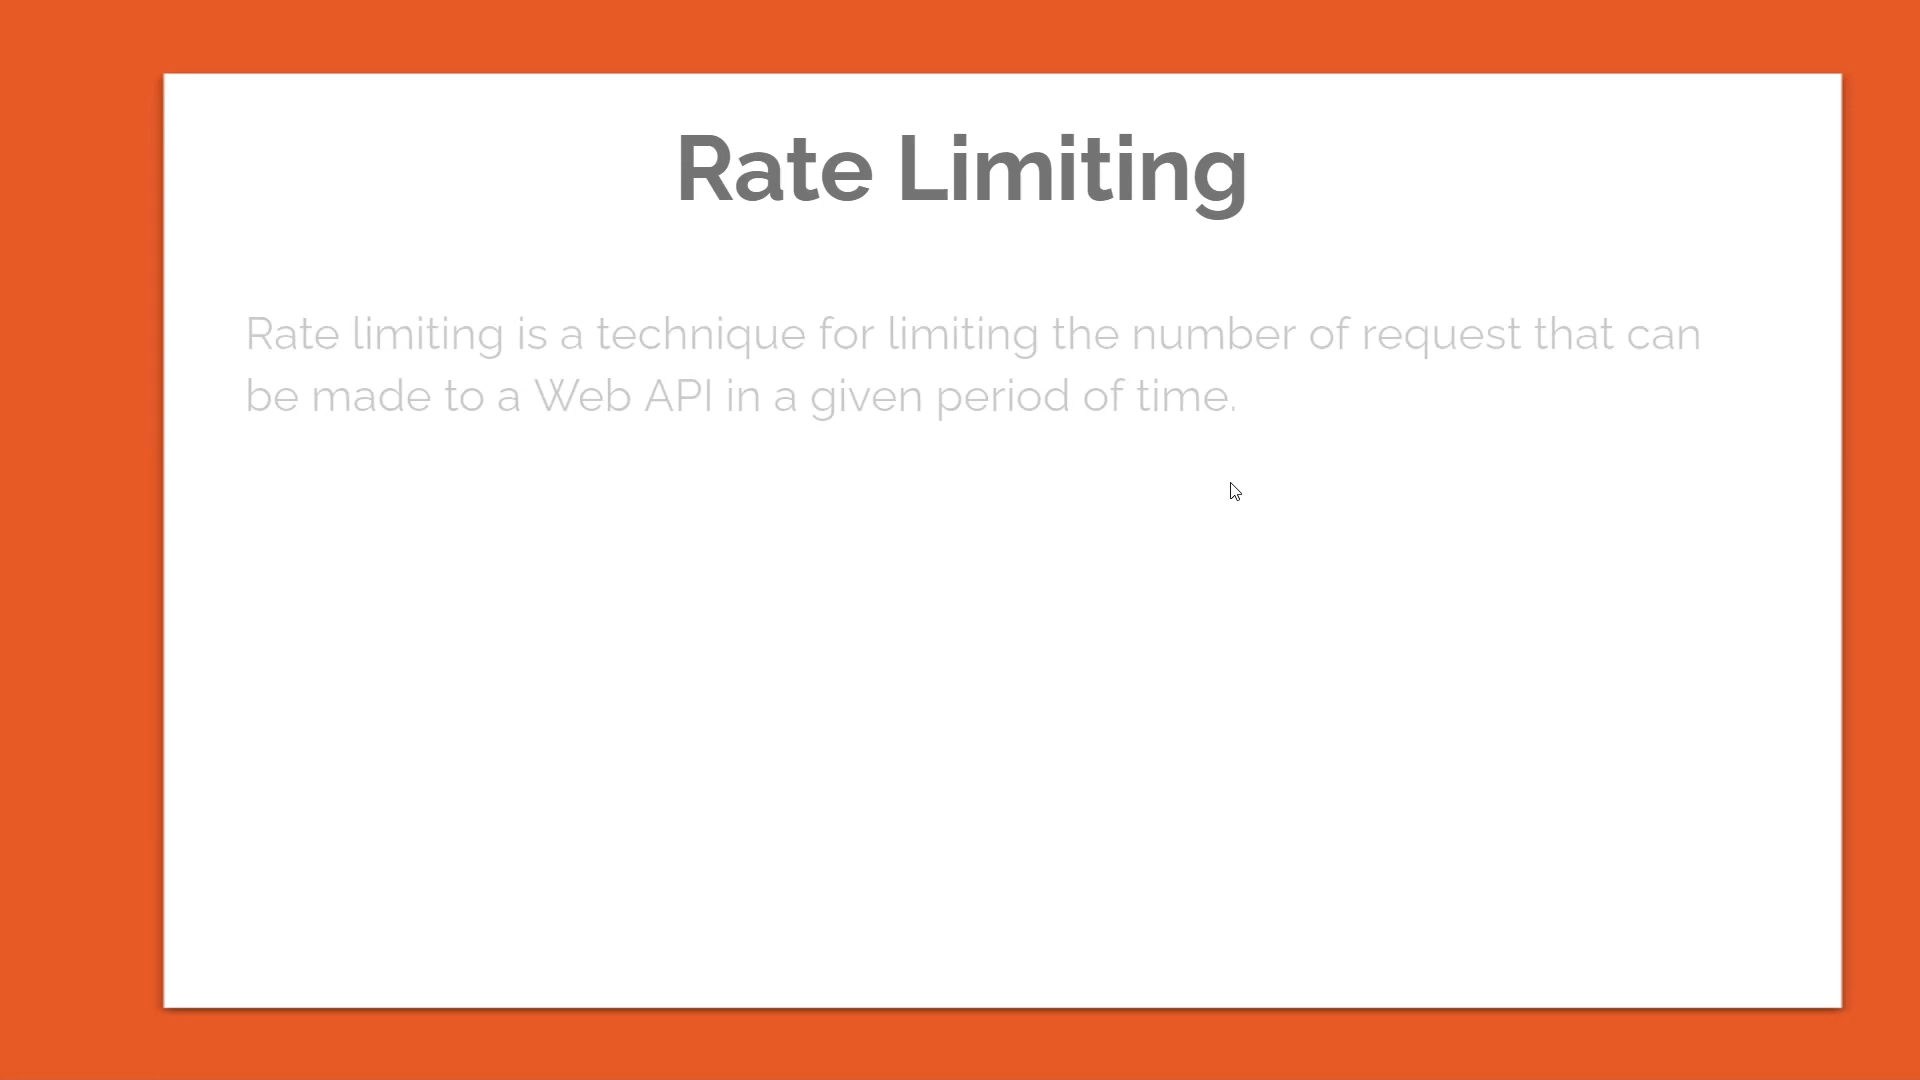 Rate Limiting
Rate limiting is a technique for limiting the number of request that can
be made to a Web API in a given period of time.